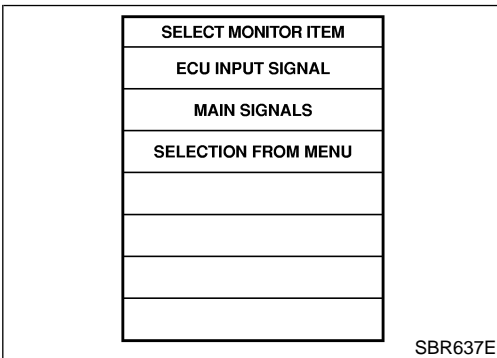 SELECT MONITOR ITEM
ECU INPUT SIGNAL
MAIN SIGNALS
SELECTION FROM MENU
SBR637E